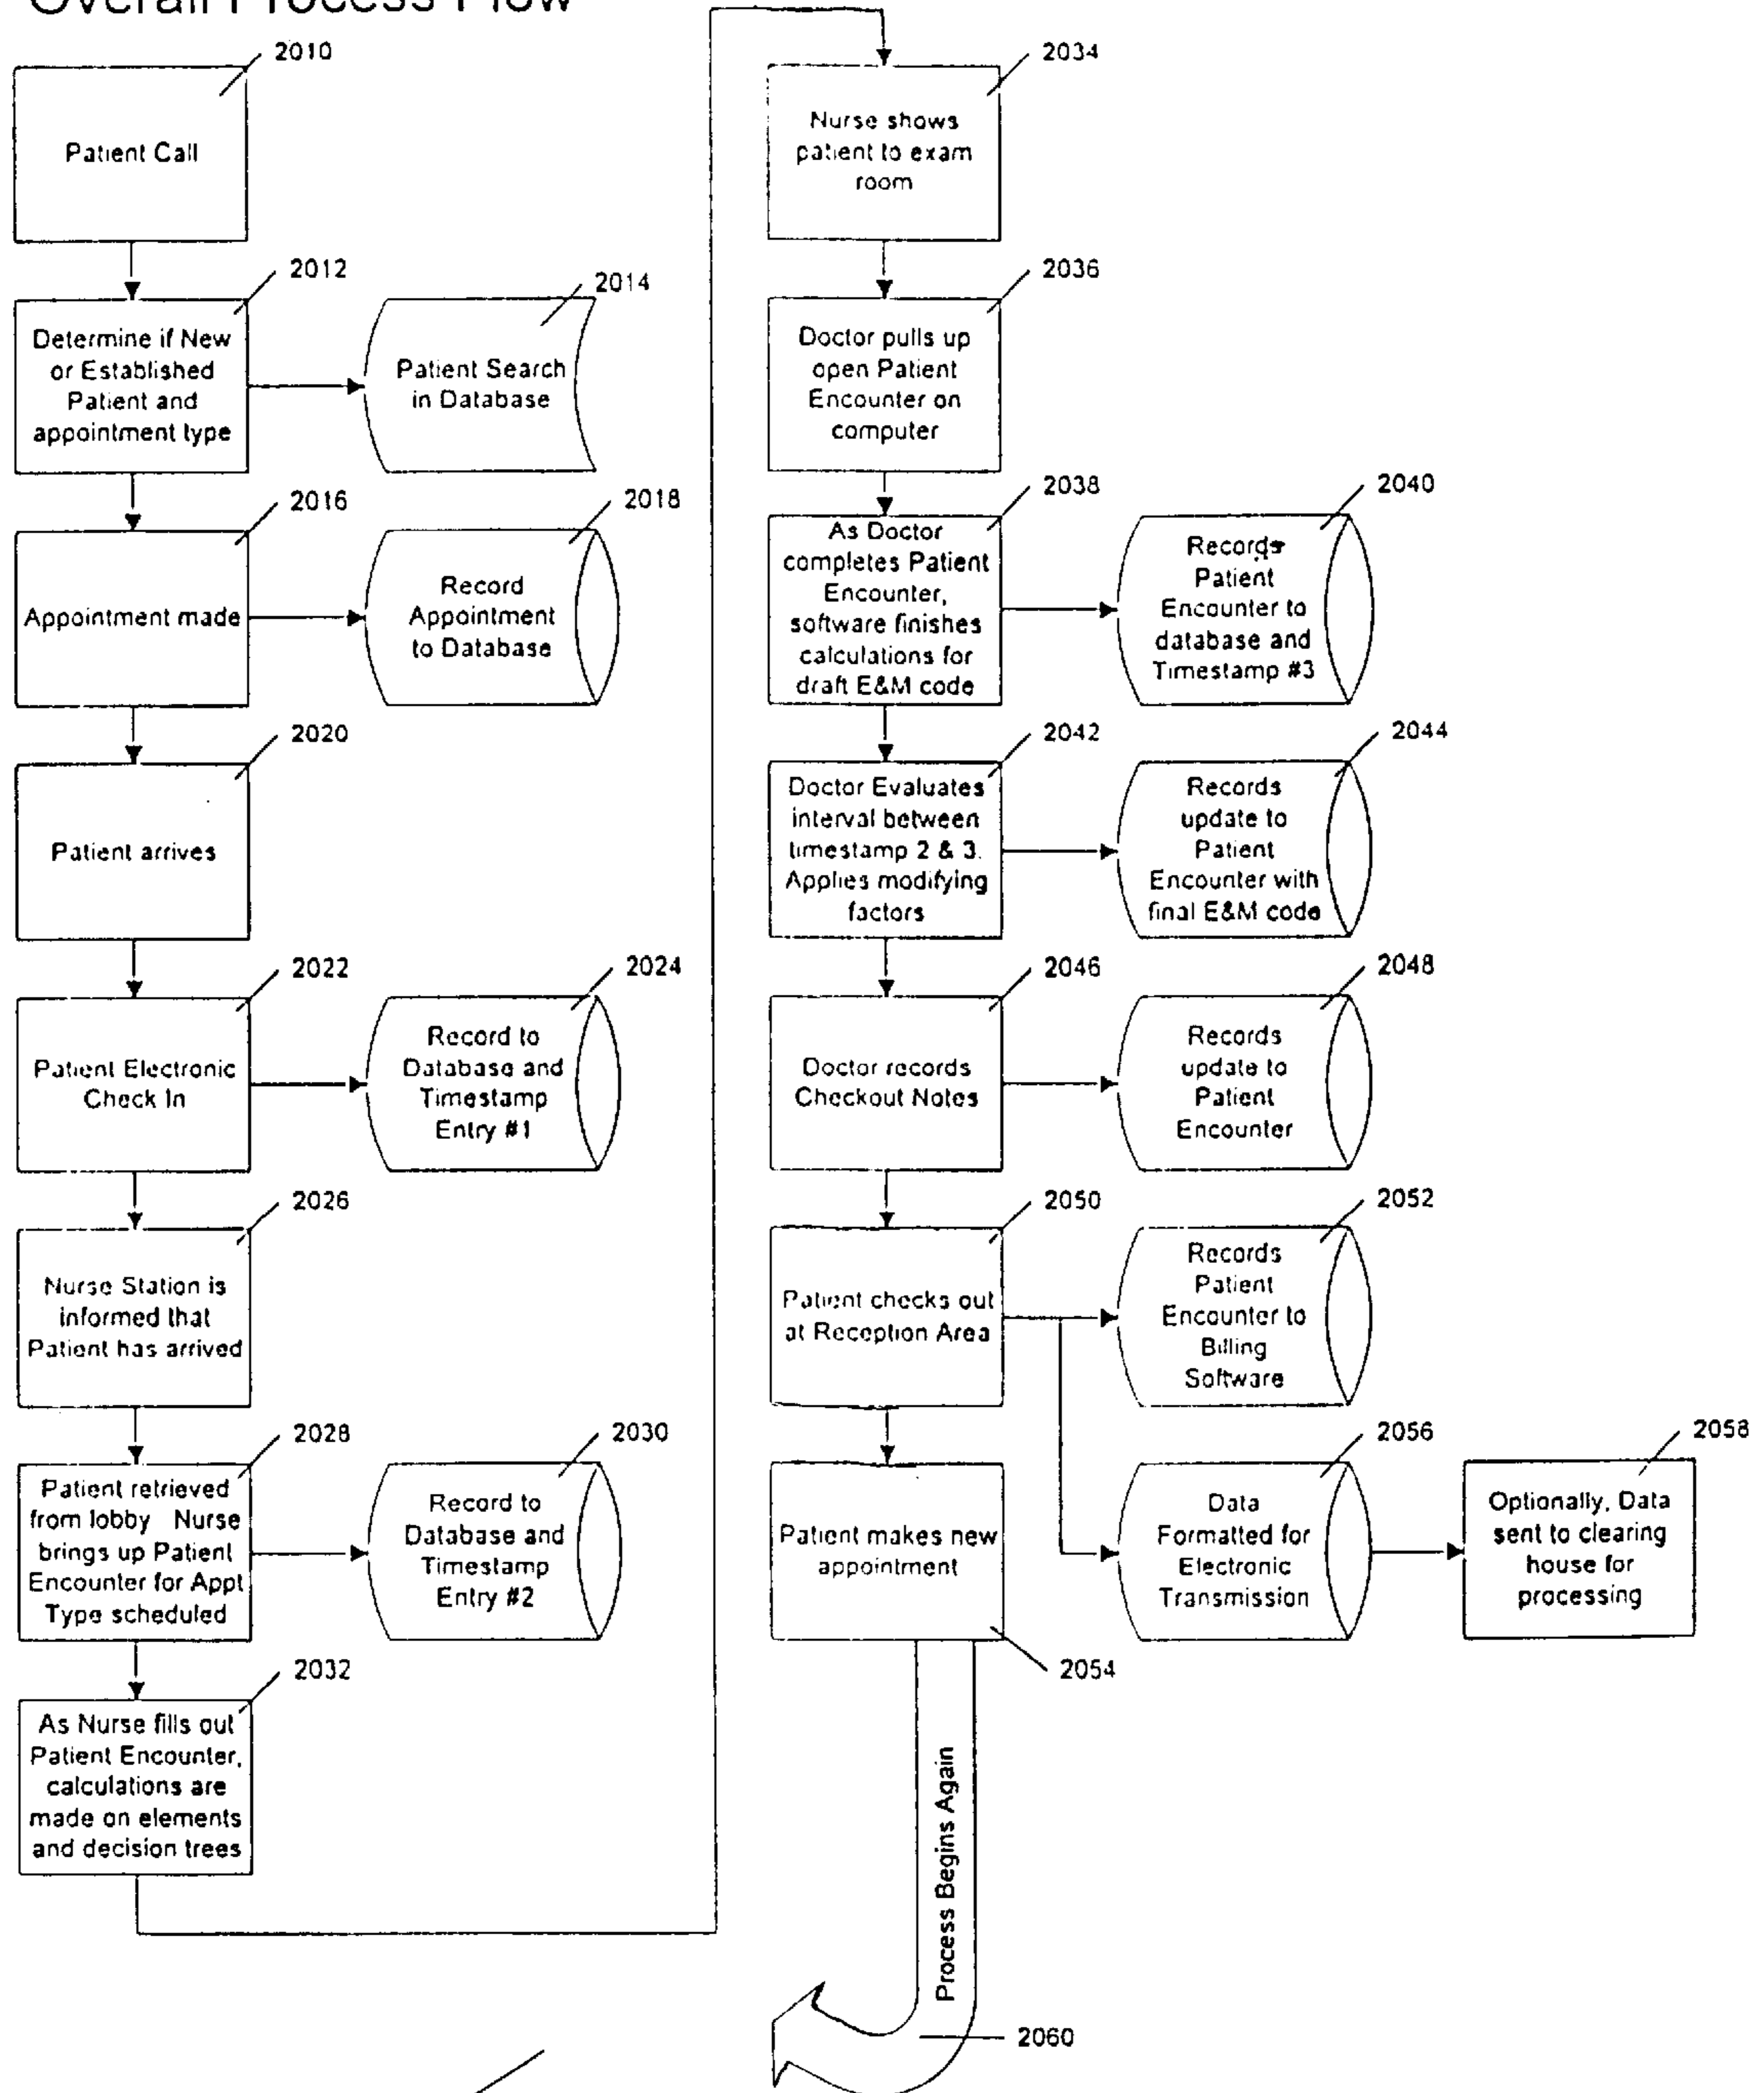 Overall Process Flow
2010
Patient Call
2012
Determine if New
or Established
Patient and
appointment type
2014
Patient Search
in Database
2016
Appointment made
2018
Record
Appointment
to Database
2020
Patient arrives
2022
Patient Electronic
Check In
2024
Record to
Database and
Timestamp
Entry #1
2026
Nurse Station is
informed that
Patient has arrived
2028
Patient retrieved
from lobby Nurse
brings up Patient
Encounter for Appt
Type scheduled
2030
Record to
Database and
Timestamp
Entry #2
2032
As Nurse fills out
Patient Encounter,
calculations are
made on elements
and decision trees
2034
Nurse shows
patient to exam
room
2036
Doctor pulls up
open Patient
Encounter on
computer
2038
As Doctor
completes Patient
Encounter,
software finishes
calculations for
draft E&M code
2040
Records
Patient
Encounter to
database and
Timestamp #3
2042
Doctor Evaluates
interval between
timestamp 2 & 3.
Applies modifying
factors
2044
Records
update to
Patient
Encounter with
final E&M code
2046
Doctor records
Checkout Notes
2048
Records
update to
Patient
Encounter
2050
Patient checks out
at Reception Area
2052
Records
Patient
Encounter to
Billing
Software
Patient makes new
appointment
2054
2056
Data
Formatted for
Electronic
Transmission
2058
Optionally, Data
sent to clearing
house for
processing
Process Begins Again
2060